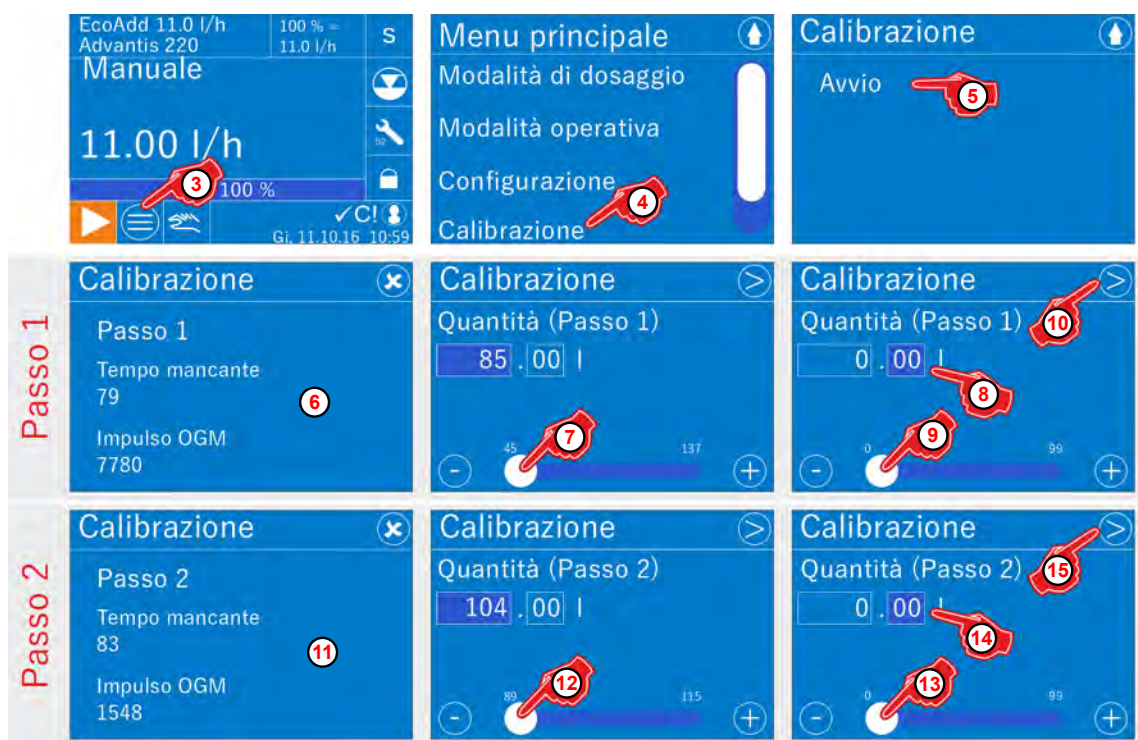 EcoAdd 11.0 l/h
Advantis 220
100 % =
11.0 l/h
S
Manuale
11.00 l/h
52
3
100 %
✓C!
Gi, 11.10.16 10:59
Menu principale
Modalità di dosaggio
Modalità operativa
Configurazione
4
Calibrazione
Calibrazione
Avvio
5
Passo 1
Calibrazione
Passo 1
Tempo mancante
79
6
Impulso OGM
7780
Calibrazione
>
Quantità (Passo 1)
85 . 00 l
7
45 137
- +
Calibrazione
>
Quantità (Passo 1)
10
0 . 00 l
8
9
0 99
- +
Passo 2
Calibrazione
Passo 2
Tempo mancante
83
11
Impulso OGM
1548
Calibrazione
>
Quantità (Passo 2)
104 . 00 l
12
89 115
- +
Calibrazione
>
Quantità (Passo 2)
15
0 . 00 l
14
13
0 99
- +